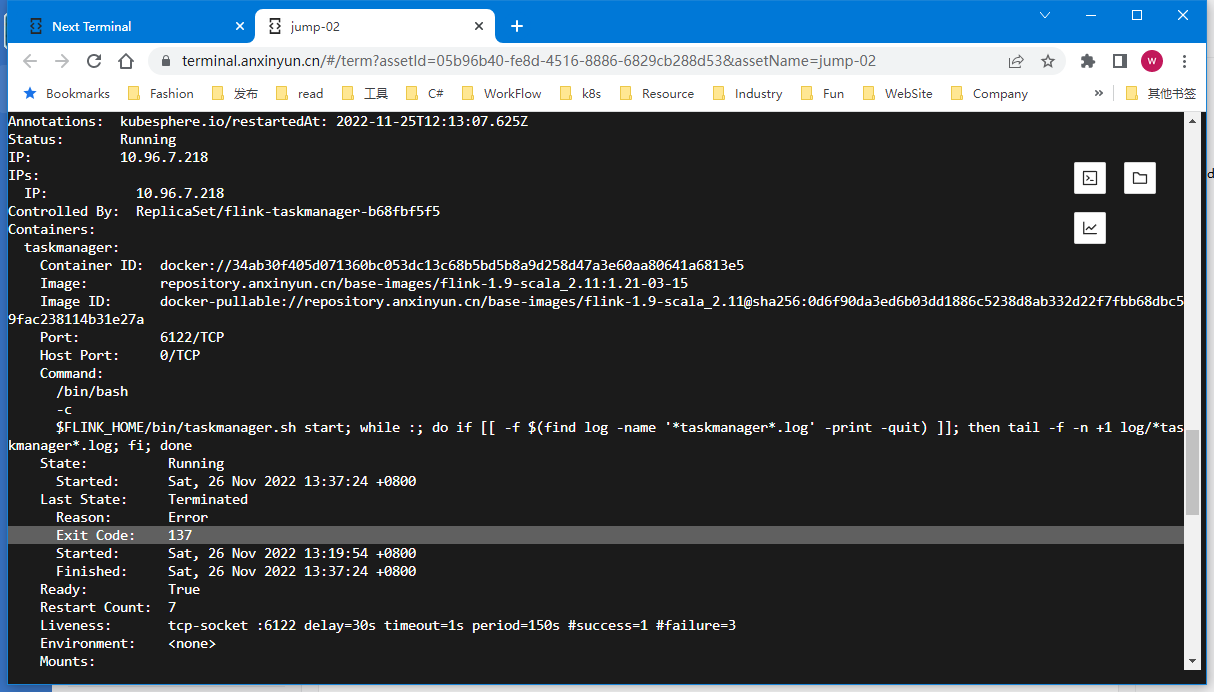 Next Terminal
jump-02
terminal.anxinyun.cn/#/term?assetId=05b96b40-fe8d-4516-8886-6829cb288d53&assetName=jump-02
W
Bookmarks Fashion 发布 read 工具 C# WorkFlow k8s Resource Industry Fun WebSite Company » 其他书签
Annotations: kubesphere.io/restartedAt: 2022-11-25T12:13:07.625Z
Status: Running
IP: 10.96.7.218
IPs:
IP: 10.96.7.218
Controlled By: ReplicaSet/flink-taskmanager-b68fbf5f5
Containers:
taskmanager:
Container ID: docker://34ab30f405d071360bc053dc13c68b5bd5b8a9d258d47a3e60aa80641a6813e5
Image: repository.anxinyun.cn/base-images/flink-1.9-scala_2.11:1.21-03-15
Image ID: docker-pullable://repository.anxinyun.cn/base-images/flink-1.9-scala_2.11@sha256:0d6f90da3ed6b03dd1886c5238d8ab332d22f7fbb68dbc5
9fac238114b31e27a
Port: 6122/TCP
Host Port: 0/TCP
Command:
/bin/bash
-c
$FLINK_HOME/bin/taskmanager.sh start; while :; do if [[ -f $(find log -name '*taskmanager*.log' -print -quit) ]]; then tail -f -n +1 log/*tas
kmanager*.log; fi; done
State: Running
Started: Sat, 26 Nov 2022 13:37:24 +0800
Last State: Terminated
Reason: Error
Exit Code: 137
Started: Sat, 26 Nov 2022 13:19:54 +0800
Finished: Sat, 26 Nov 2022 13:37:24 +0800
Ready: True
Restart Count: 7
Liveness: tcp-socket :6122 delay=30s timeout=1s period=150s #success=1 #failure=3
Environment: <none>
Mounts:
d